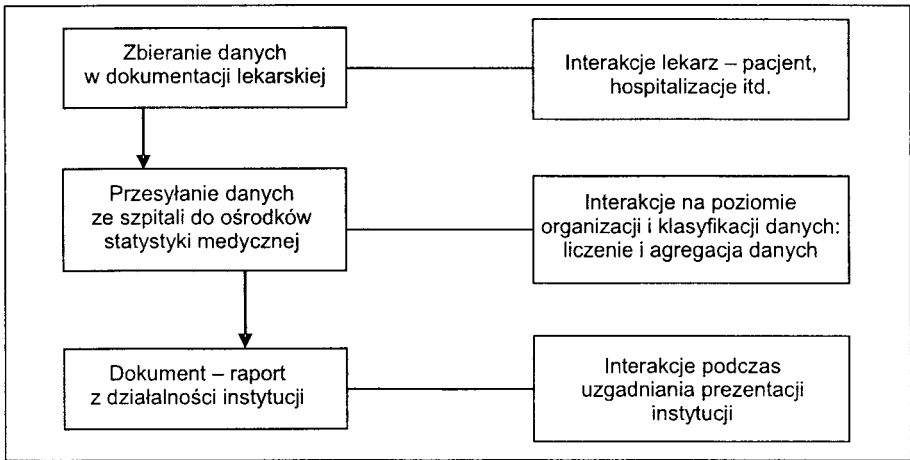 Zbieranie danych
w dokumentacji lekarskiej
Interakcje lekarz – pacjent,
hospitalizacje itd.
Przesyłanie danych
ze szpitali do ośrodków
statystyki medycznej
Interakcje na poziomie
organizacji i klasyfikacji danych:
liczenie i agregacja danych
Dokument – raport
z działalności instytucji
Interakcje podczas
uzgadniania prezentacji
instytucji